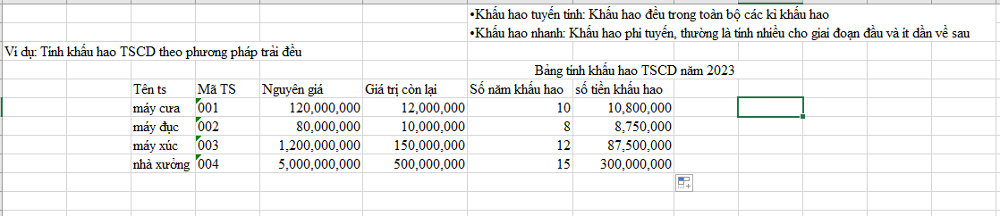 •Khấu hao tuyến tính: Khấu hao đều trong toàn bộ các kì khấu hao
•Khấu hao nhanh: Khấu hao phi tuyến, thường là tính nhiều cho giai đoạn đầu và ít dần về sau
Ví dụ: Tính khấu hao TSCD theo phương pháp trải đều
Bảng tính khấu hao TSCD năm 2023
Tên ts Mã TS Nguyên giá Giá trị còn lại Số năm khấu hao số tiền khấu hao
máy cưa 001 120,000,000 12,000,000 10 10,800,000
máy đục 002 80,000,000 10,000,000 8 8,750,000
máy xúc 003 1,200,000,000 150,000,000 12 87,500,000
nhà xưởng 004 5,000,000,000 500,000,000 15 300,000,000